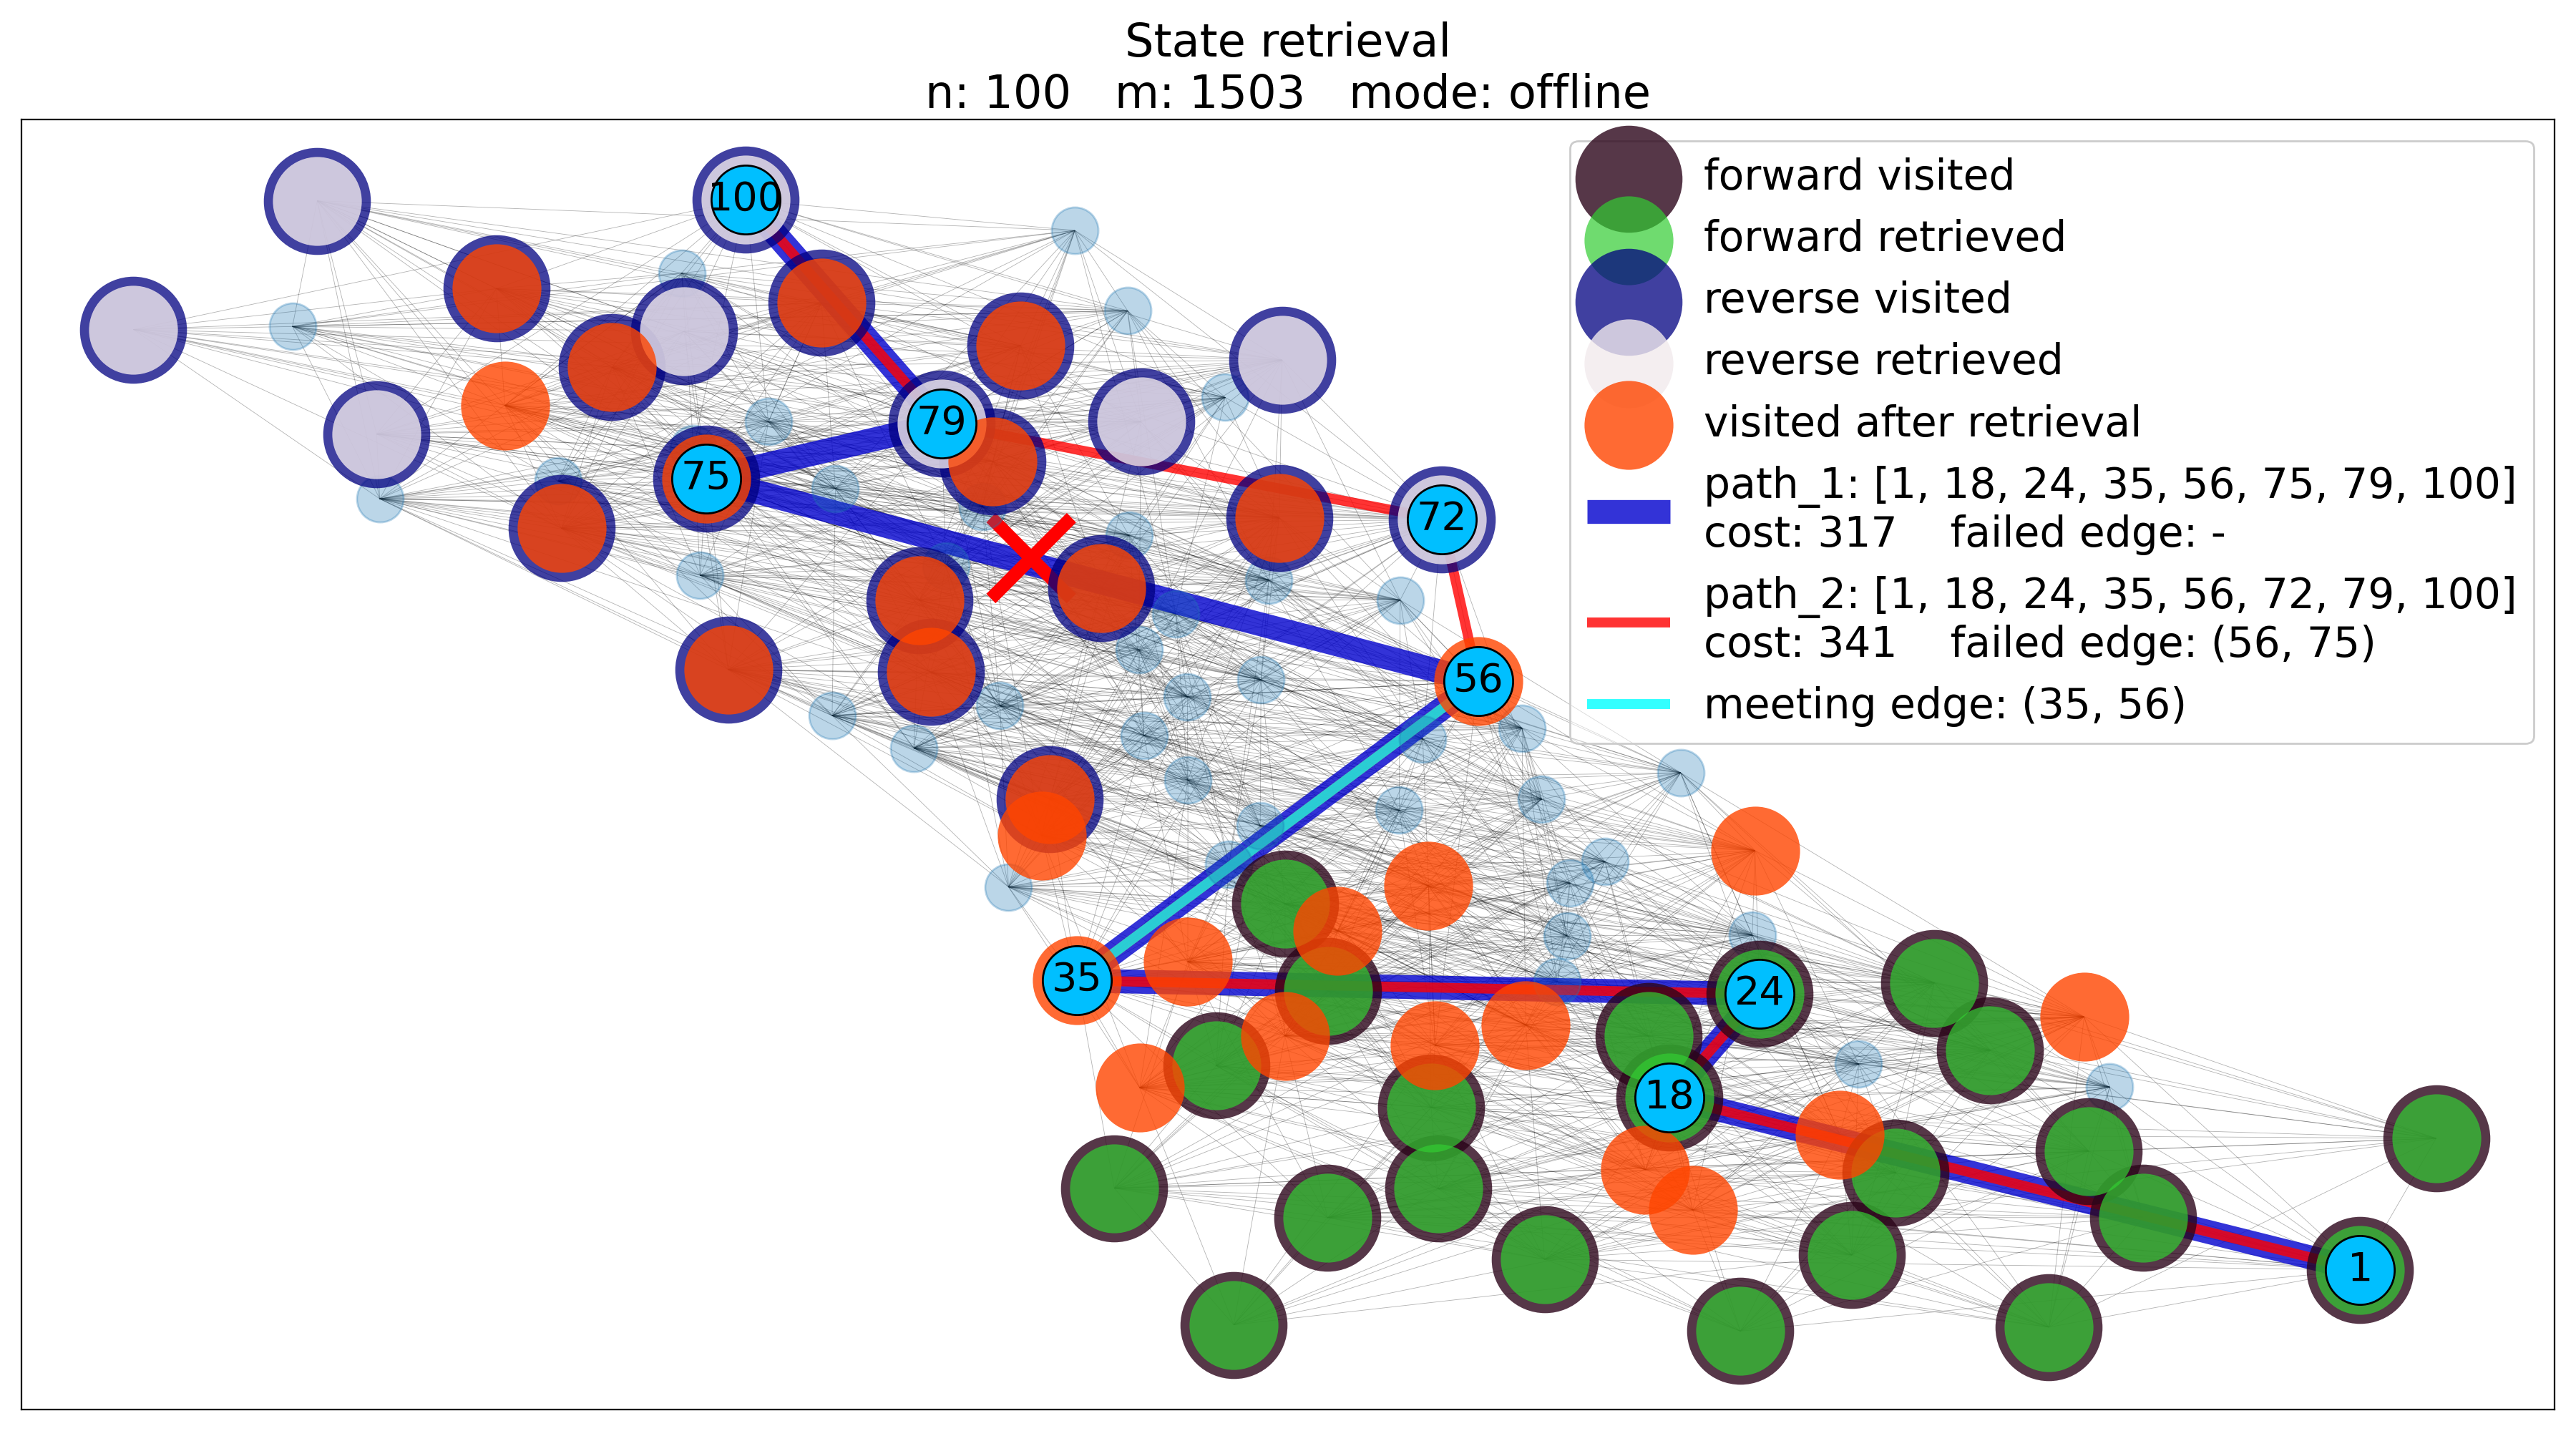 State retrieval
n: 100   m: 1503   mode: offline
forward visited
forward retrieved
reverse visited
reverse retrieved
visited after retrieval
path_1: [1, 18, 24, 35, 56, 75, 79, 100]
cost: 317    failed edge: -
path_2: [1, 18, 24, 35, 56, 72, 79, 100]
cost: 341    failed edge: (56, 75)
meeting edge: (35, 56)
100
79
75
72
56
35
24
18
1